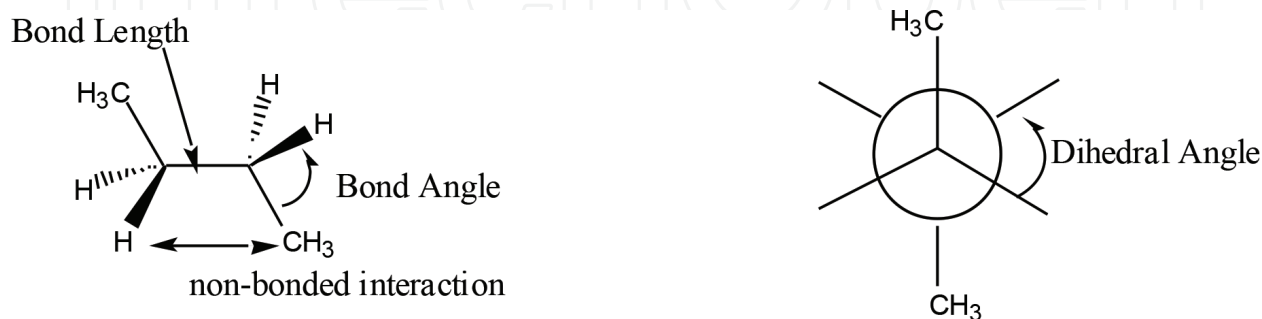 Bond Length
H₃C
H
H
H
H
CH₃
Bond Angle
non-bonded interaction
H₃C
Dihedral Angle
CH₃